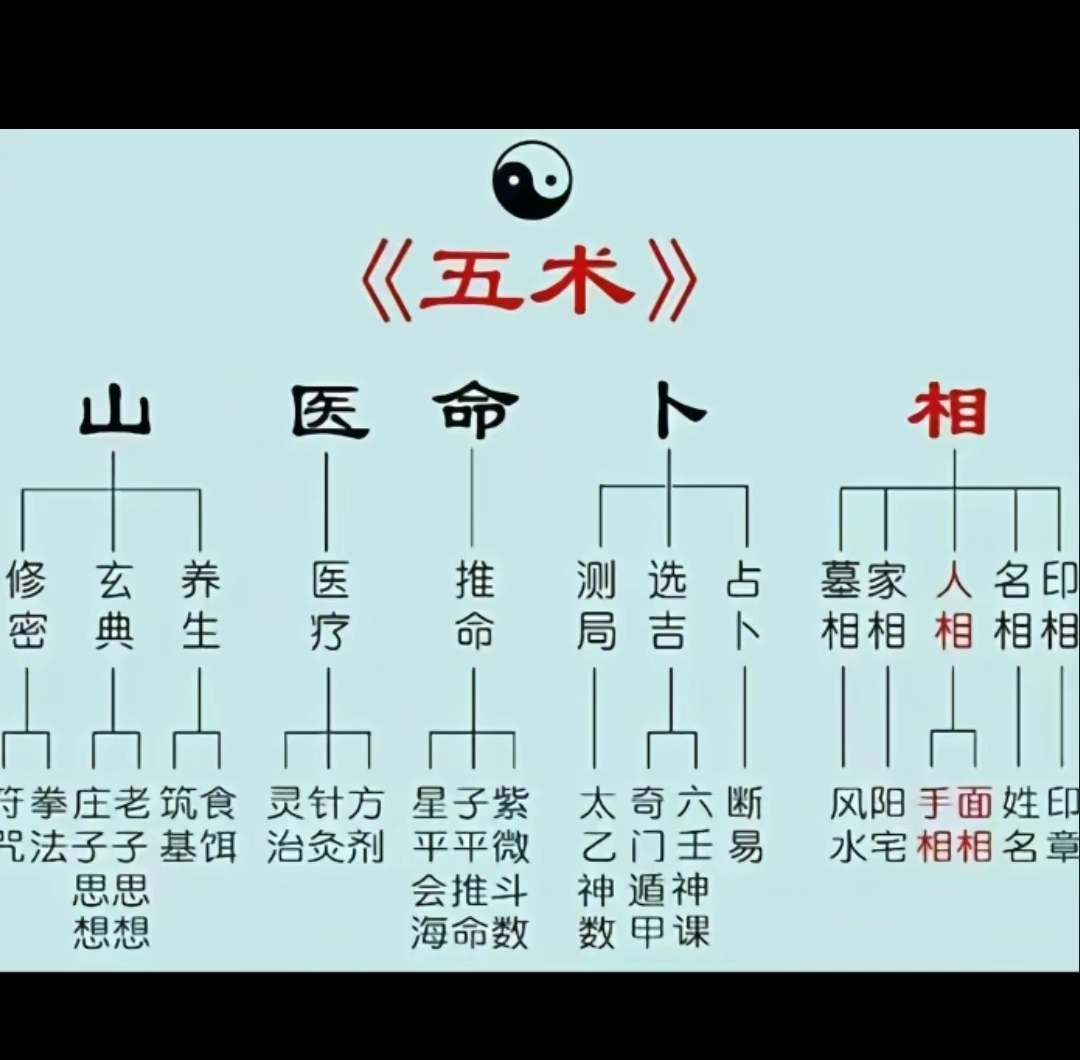 《五术》
山 医 命 卜 相
修密 玄典 养生 医疗 推命 测局 选吉 占卜 墓相 家相 人相 名相 印相
符咒 拳法 庄子思想 老子思想 筑基 食饵 灵治 针灸 方剂 星平会海 子平推命 紫微斗数 太乙神数 奇门遁甲 六壬神课 断易 风水 阳宅 手相 面相 姓名 印章